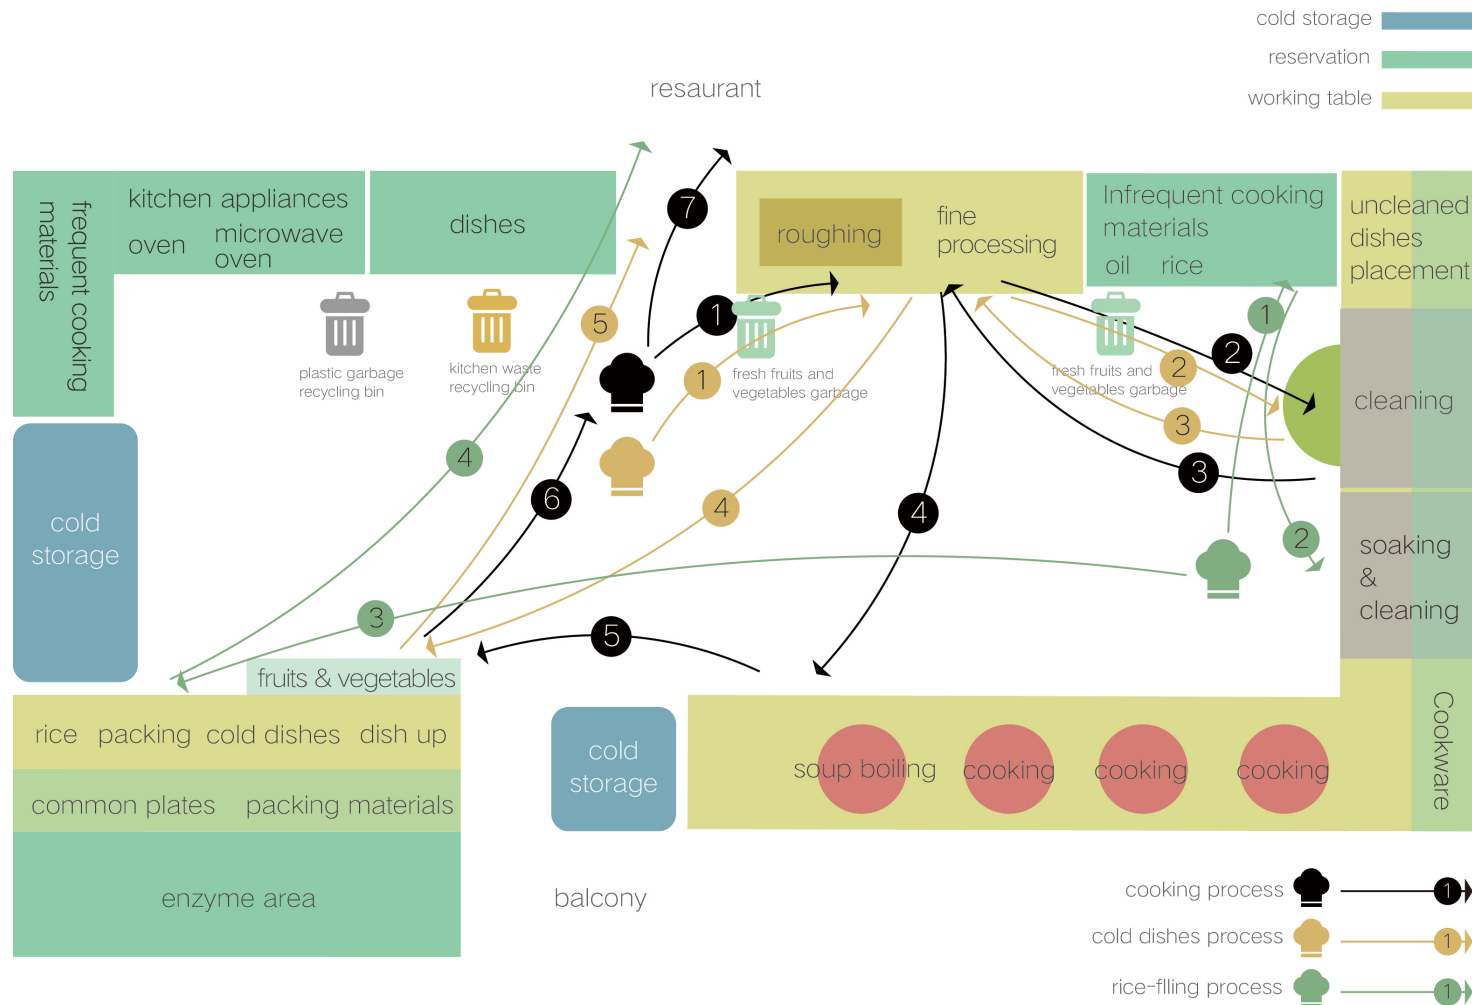 cold storage
reservation
working table
resaurant
frequent cooking
materials
kitchen appliances
oven
microwave
oven
dishes
7
roughing
fine
processing
Infrequent cooking
materials
oil
rice
uncleaned
dishes
placement
plastic garbage
recycling bin
kitchen waste
recycling bin
5
1
1
fresh fruits and
vegetables garbage
fresh fruits and
vegetables garbage
1
2
2
3
cleaning
4
6
4
4
3
2
cold
storage
soaking
&
cleaning
3
5
fruits & vegetables
rice
packing
cold dishes
dish up
common plates
packing materials
enzyme area
cold
storage
soup boiling
cooking
cooking
cooking
Cookware
balcony
cooking process
1
cold dishes process
1
rice-flling process
1